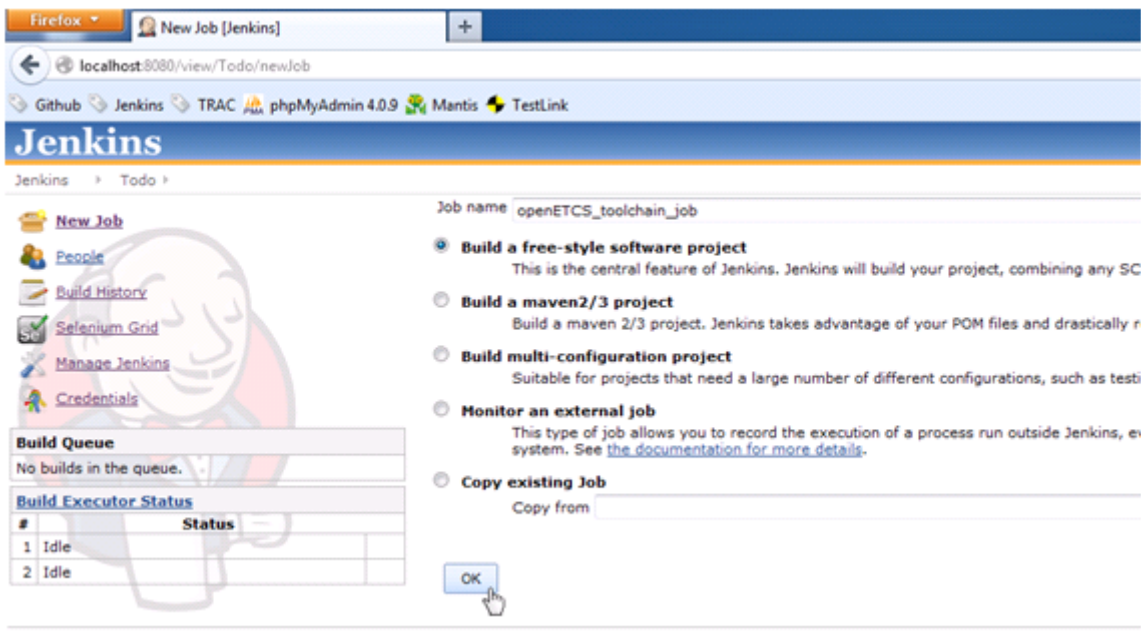 Firefox
New Job [Jenkins]
+
localhost:8080/view/Todo/newJob
Github Jenkins TRAC phpMyAdmin 4.0.9 Mantis TestLink
Jenkins
Jenkins Todo
New Job
People
Build History
Selenium Grid
Manage Jenkins
Credentials
Build Queue
No builds in the queue.
Build Executor Status
# Status
1 Idle
2 Idle
Job name openETCS_toolchain_job
Build a free-style software project
This is the central feature of Jenkins. Jenkins will build your project, combining any SC
Build a maven2/3 project
Build a maven 2/3 project. Jenkins takes advantage of your POM files and drastically r
Build multi-configuration project
Suitable for projects that need a large number of different configurations, such as testi
Monitor an external job
This type of job allows you to record the execution of a process run outside Jenkins, ev
system. See the documentation for more details.
Copy existing Job
Copy from
OK